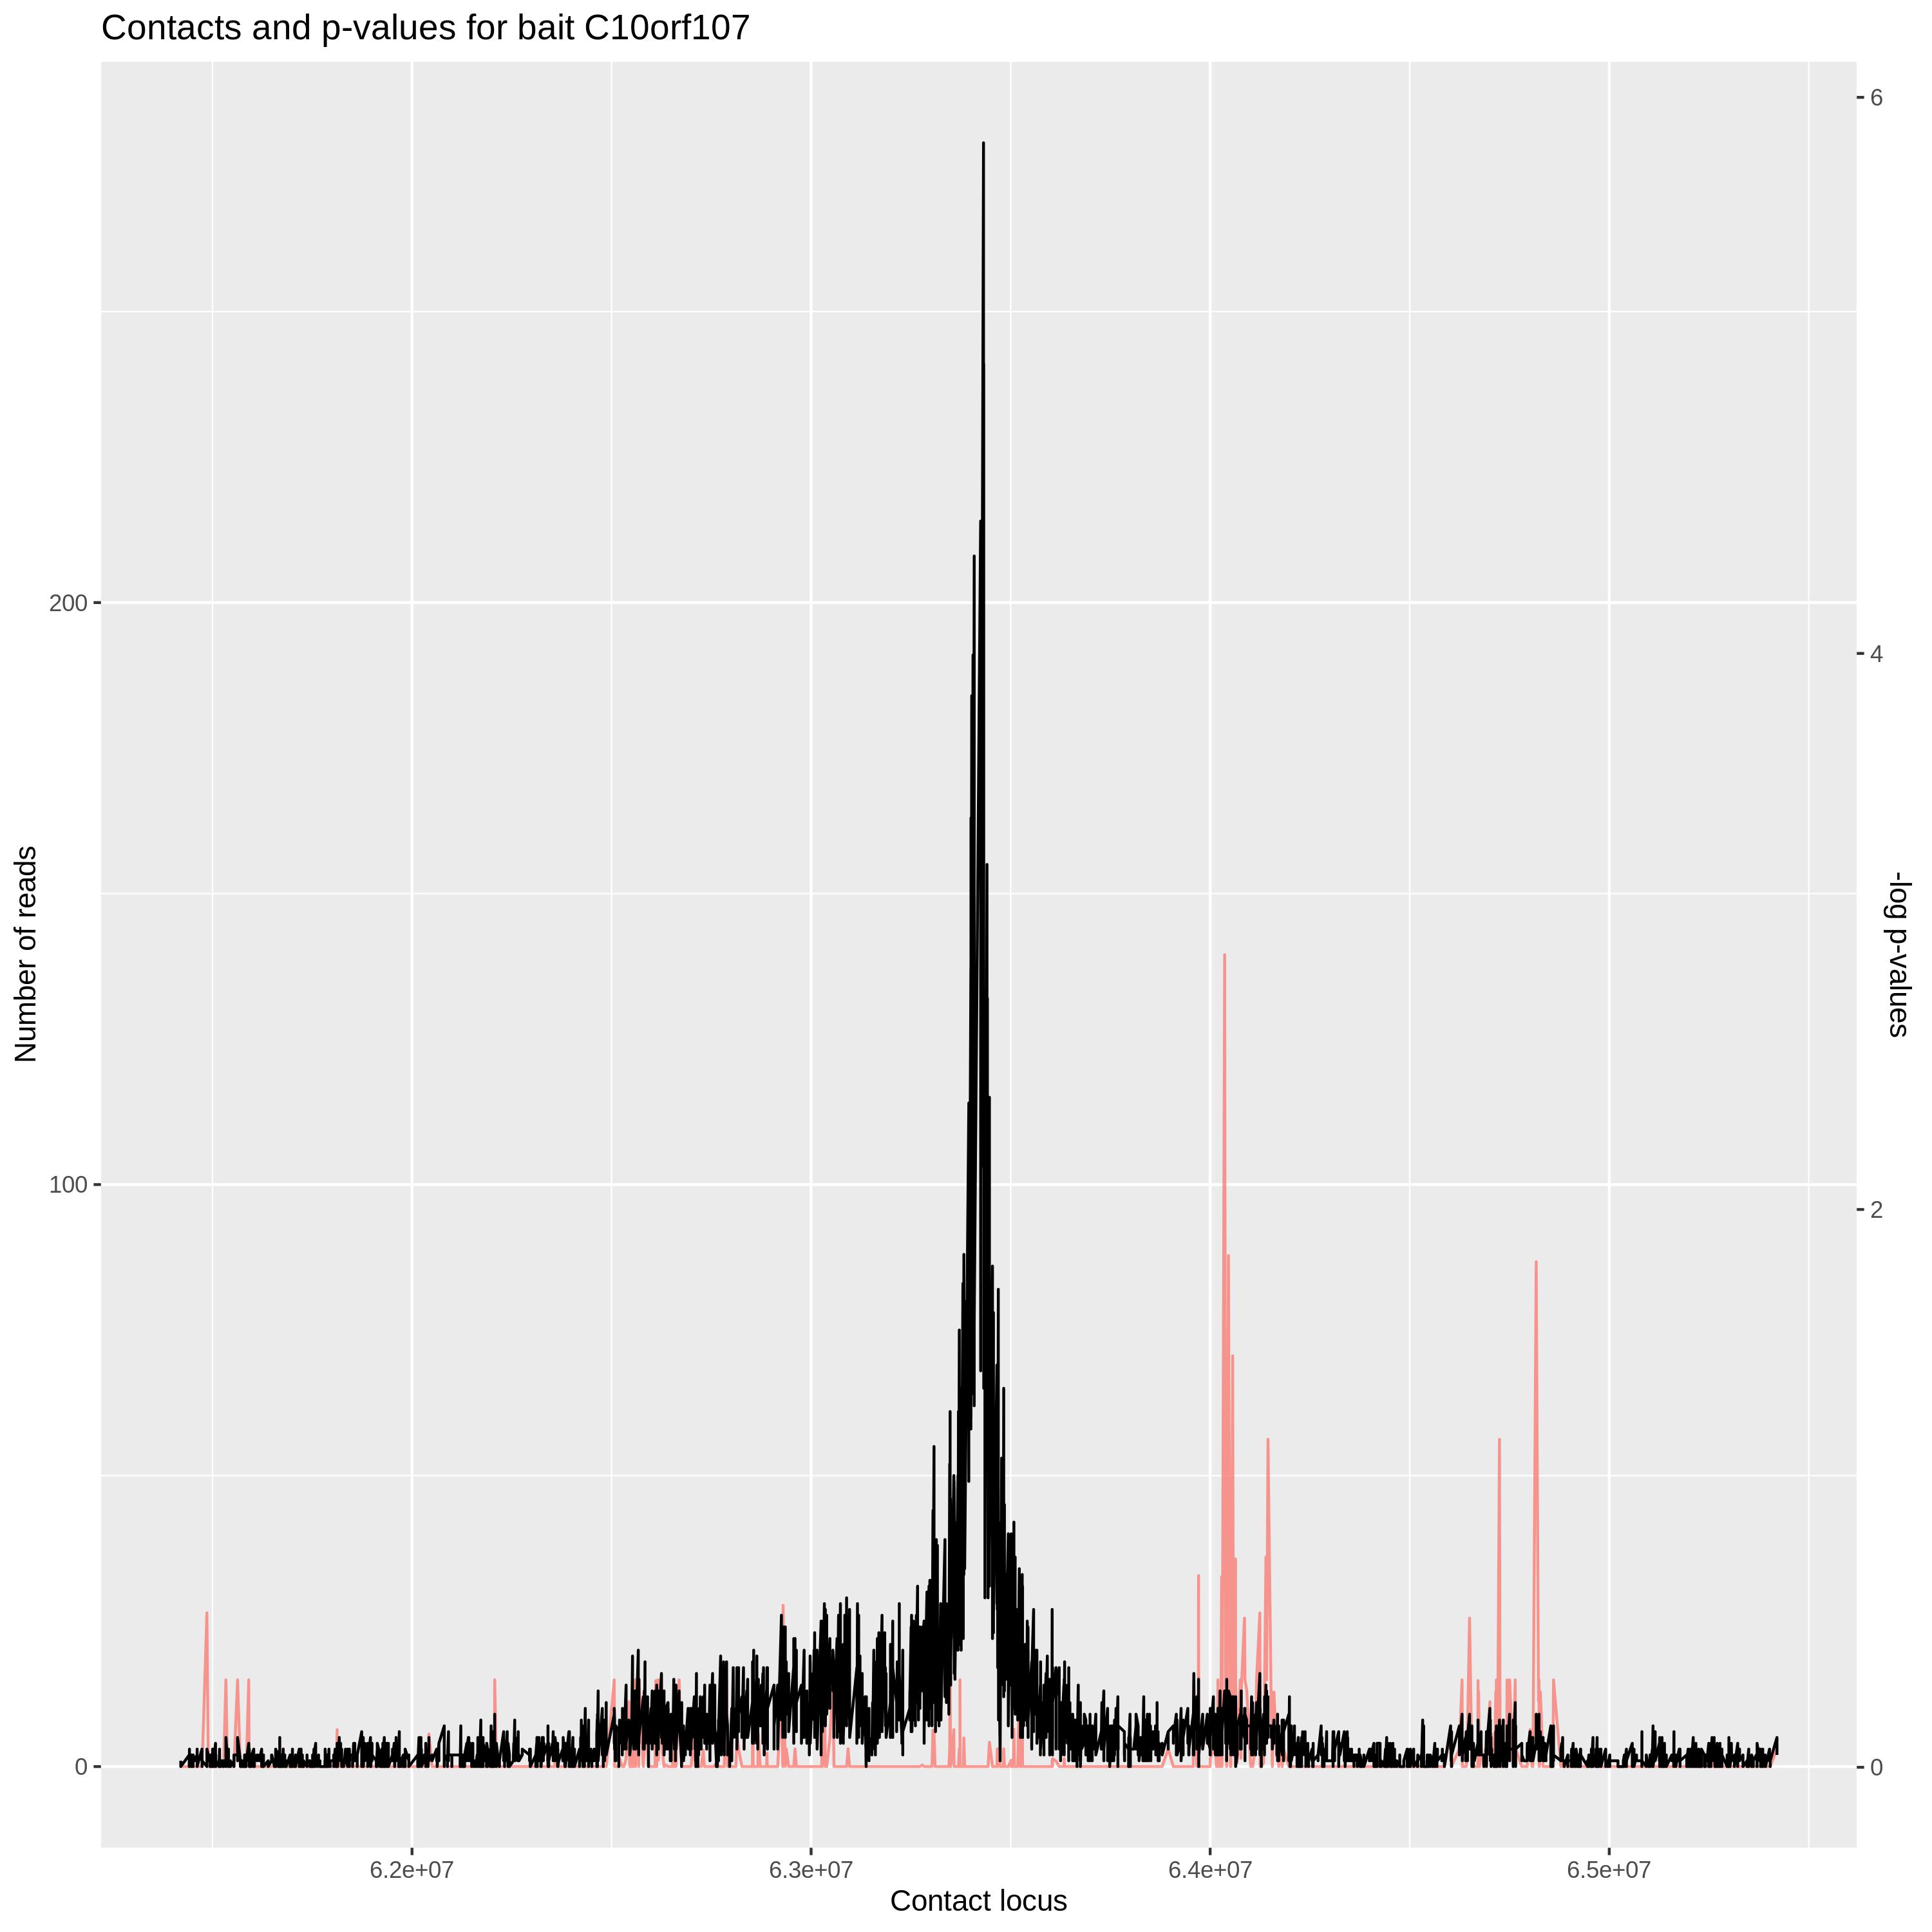 Contacts and p-values for bait C10orf107
Number of reads
200
100
0
6
4
2
0
-log p-values
6.2e+07 6.3e+07 6.4e+07 6.5e+07
Contact locus